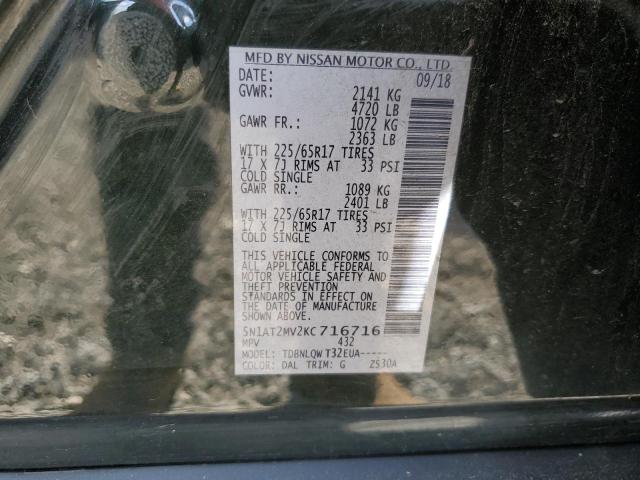 MFD BY NISSAN MOTOR CO., LTD
DATE: 09/18
GVWR: 2141 KG
4720 LB
GAWR FR.: 1072 KG
2363 LB
WITH 225/65R17 TIRES
17 X 7J RIMS AT 33 PSI
COLD SINGLE
GAWR RR.: 1089 KG
2401 LB
WITH 225/65R17 TIRES
17 X 7J RIMS AT 33 PSI
COLD SINGLE
THIS VEHICLE CONFORMS TO
ALL APPLICABLE FEDERAL
MOTOR VEHICLE SAFETY AND
THEFT PREVENTION
STANDARDS IN EFFECT ON
THE DATE OF MANUFACTURE
SHOWN ABOVE.
5N1AT2MV2KC716716
MPV 432
MODEL: TDBNLQW T32EUA-----
COLOR: DAL TRIM: G ZS30A